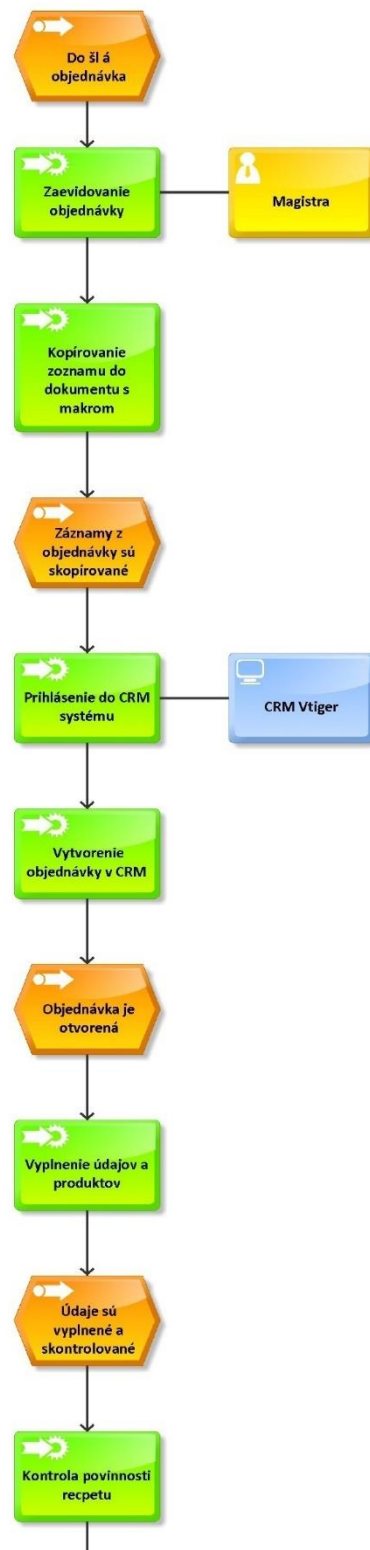 Do šl á
objednávka
Zaevidovanie
objednávky
Magistra
Kopírovanie
zoznamu do
dokumentu s
makrom
Záznamy z
objednávky sú
skopírované
Prihlásenie do CRM
systému
CRM Vtiger
Vytvorenie
objednávky v CRM
Objednávka je
otvorená
Vyplnenie údajov a
produktov
Údaje sú
vyplnené a
skontrolované
Kontrola povinnosti
recpetu